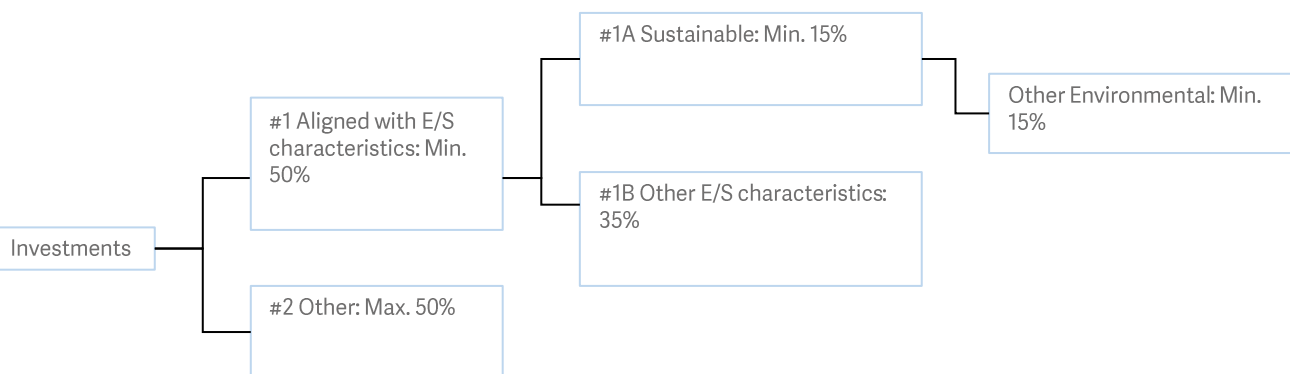 #1A Sustainable: Min. 15%
Other Environmental: Min.
15%
#1 Aligned with E/S
characteristics: Min.
50%
#1B Other E/S characteristics:
35%
Investments
#2 Other: Max. 50%